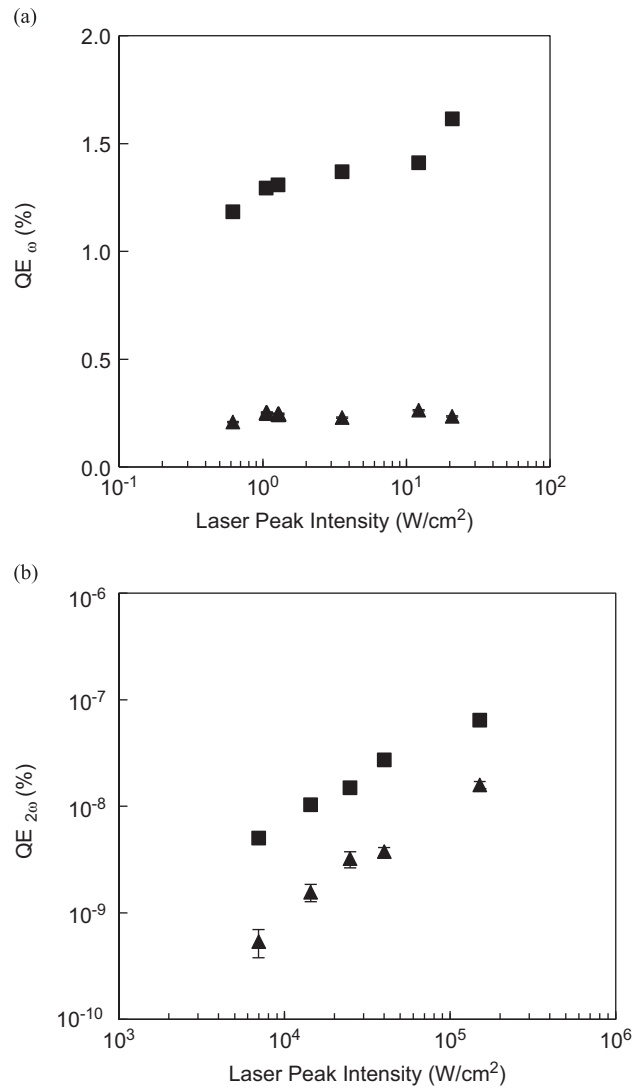 (a)
2.0
1.5
1.0
0.5
0.0
QE ω (%)
10-1 100 101 102
Laser Peak Intensity (W/cm2)
(b)
10-6
10-7
10-8
10-9
10-10
QE 2ω (%)
103 104 105 106
Laser Peak Intensity (W/cm2)